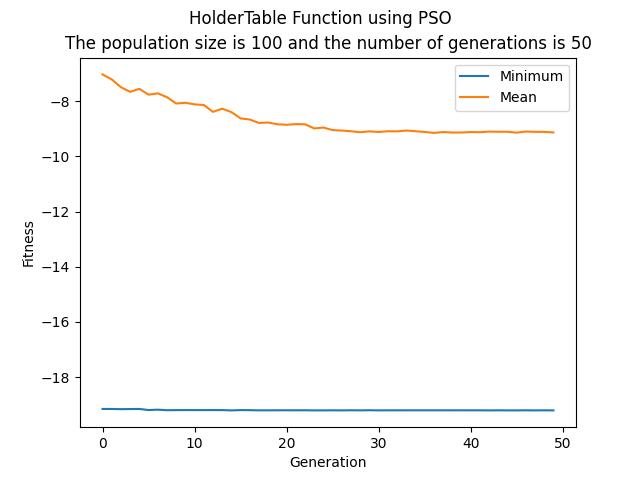 HolderTable Function using PSO
The population size is 100 and the number of generations is 50
Minimum
Mean
−8
−10
−12
−14
−16
−18
Fitness
0 10 20 30 40 50
Generation